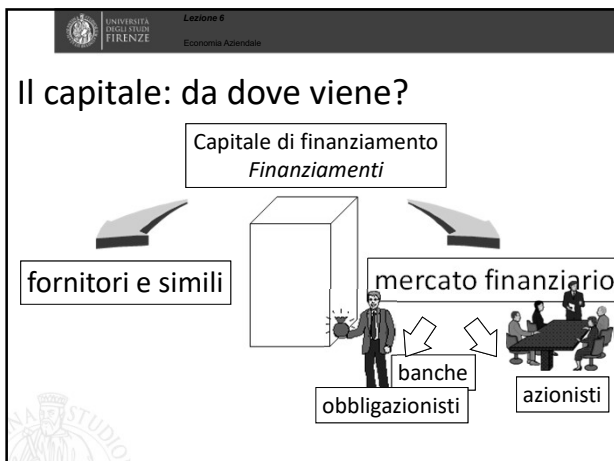 UNIVERSITÀ
DEGLI STUDI
FIRENZE
Lezione 6
Economia Aziendale
Il capitale: da dove viene?
Capitale di finanziamento
Finanziamenti
fornitori e simili
mercato finanziario
banche
obbligazionisti
azionisti